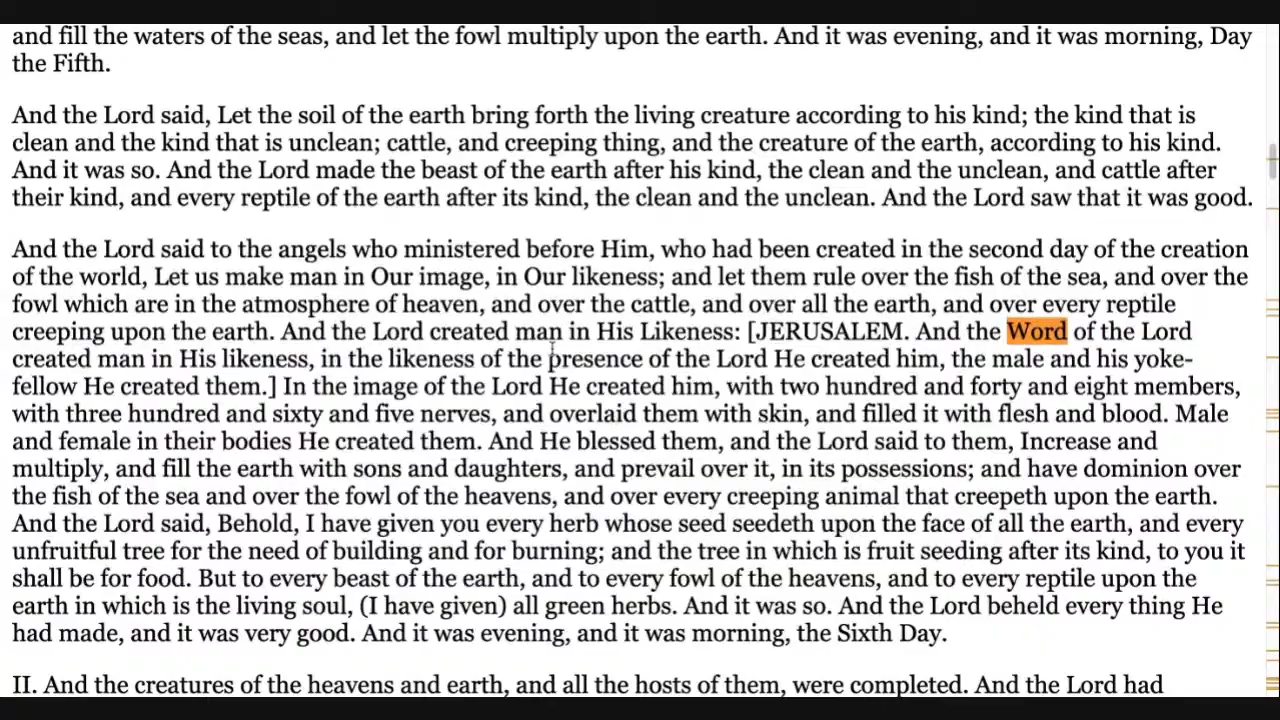 and fill the waters of the seas, and let the fowl multiply upon the earth. And it was evening, and it was morning, Day
the Fifth.
And the Lord said, Let the soil of the earth bring forth the living creature according to his kind; the kind that is
clean and the kind that is unclean; cattle, and creeping thing, and the creature of the earth, according to his kind.
And it was so. And the Lord made the beast of the earth after his kind, the clean and the unclean, and cattle after
their kind, and every reptile of the earth after its kind, the clean and the unclean. And the Lord saw that it was good.
And the Lord said to the angels who ministered before Him, who had been created in the second day of the creation
of the world, Let us make man in Our image, in Our likeness; and let them rule over the fish of the sea, and over the
fowl which are in the atmosphere of heaven, and over the cattle, and over all the earth, and over every reptile
creeping upon the earth. And the Lord created man in His Likeness: [JERUSALEM. And the Word of the Lord
created man in His likeness, in the likeness of the presence of the Lord He created him, the male and his yoke-
fellow He created them.] In the image of the Lord He created him, with two hundred and forty and eight members,
with three hundred and sixty and five nerves, and overlaid them with skin, and filled it with flesh and blood. Male
and female in their bodies He created them. And He blessed them, and the Lord said to them, Increase and
multiply, and fill the earth with sons and daughters, and prevail over it, in its possessions; and have dominion over
the fish of the sea and over the fowl of the heavens, and over every creeping animal that creepeth upon the earth.
And the Lord said, Behold, I have given you every herb whose seed seedeth upon the face of all the earth, and every
unfruitful tree for the need of building and for burning; and the tree in which is fruit seeding after its kind, to you it
shall be for food. But to every beast of the earth, and to every fowl of the heavens, and to every reptile upon the
earth in which is the living soul, (I have given) all green herbs. And it was so. And the Lord beheld every thing He
had made, and it was very good. And it was evening, and it was morning, the Sixth Day.
II. And the creatures of the heavens and earth, and all the hosts of them, were completed. And the Lord had